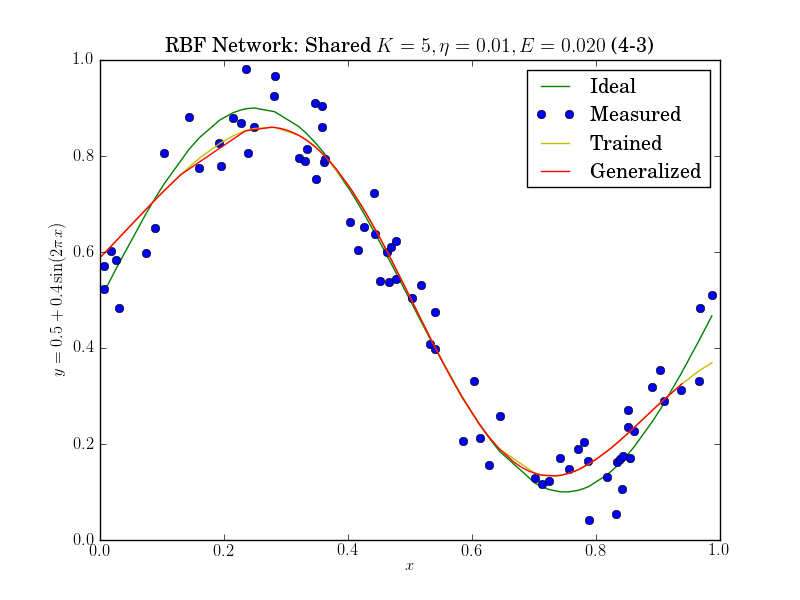 RBF Network: Shared K = 5, η = 0.01, E = 0.020 (4-3)
Ideal
Measured
Trained
Generalized
y = 0.5 + 0.4 sin(2πx)
1.0
0.8
0.6
0.4
0.2
0.0
0.0 0.2 0.4 0.6 0.8 1.0
x